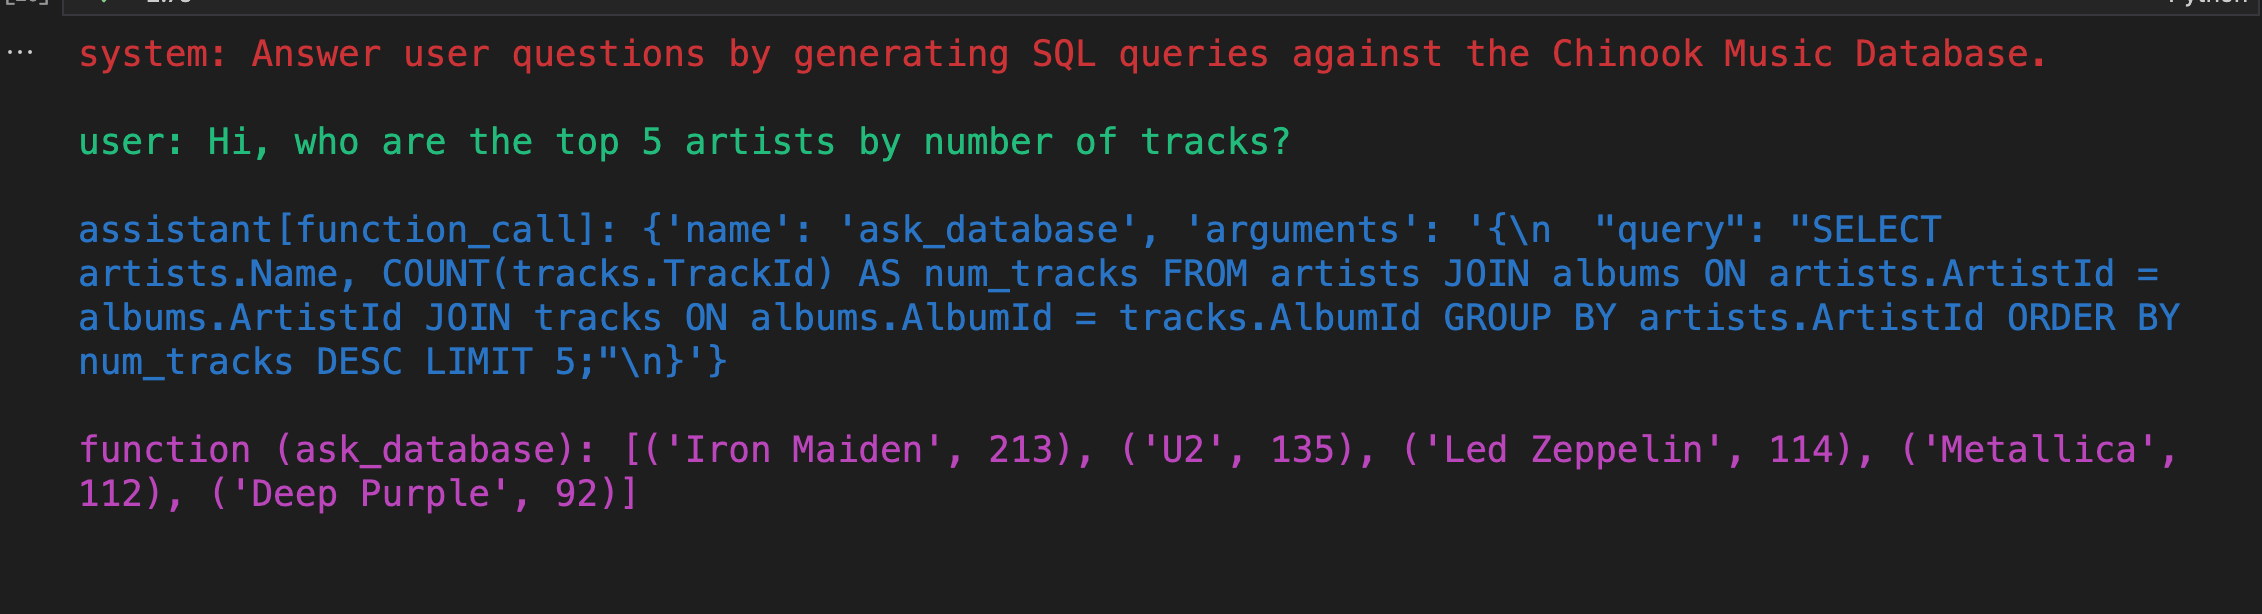 ...
system: Answer user questions by generating SQL queries against the Chinook Music Database.
user: Hi, who are the top 5 artists by number of tracks?
assistant[function_call]: {'name': 'ask_database', 'arguments': '{\n  "query": "SELECT
artists.Name, COUNT(tracks.TrackId) AS num_tracks FROM artists JOIN albums ON artists.ArtistId =
albums.ArtistId JOIN tracks ON albums.AlbumId = tracks.AlbumId GROUP BY artists.ArtistId ORDER BY
num_tracks DESC LIMIT 5;"\n}'}
function (ask_database): [('Iron Maiden', 213), ('U2', 135), ('Led Zeppelin', 114), ('Metallica',
112), ('Deep Purple', 92)]